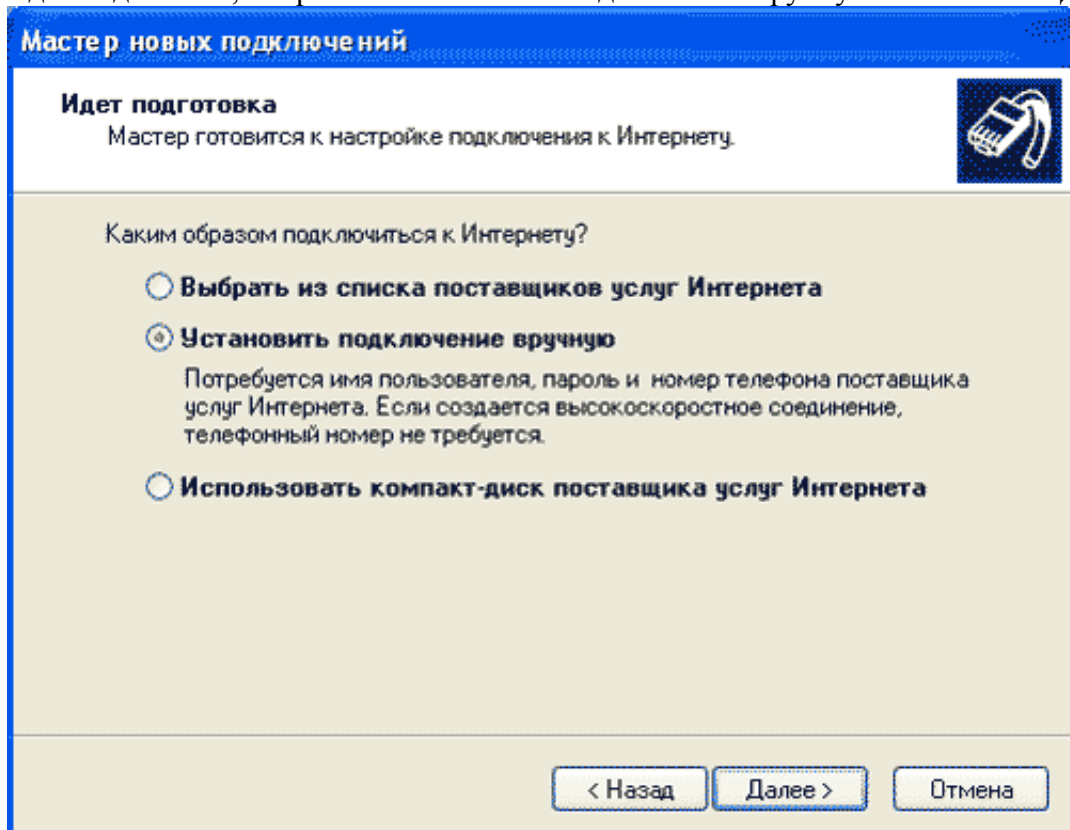 Мастер новых подключений
Идет подготовка
Мастер готовится к настройке подключения к Интернету.
Каким образом подключиться к Интернету?
Выбрать из списка поставщиков услуг Интернета
Установить подключение вручную
Потребуется имя пользователя, пароль и номер телефона поставщика
услуг Интернета. Если создается высокоскоростное соединение,
телефонный номер не требуется.
Использовать компакт-диск поставщика услуг Интернета
< Назад
Далее >
Отмена